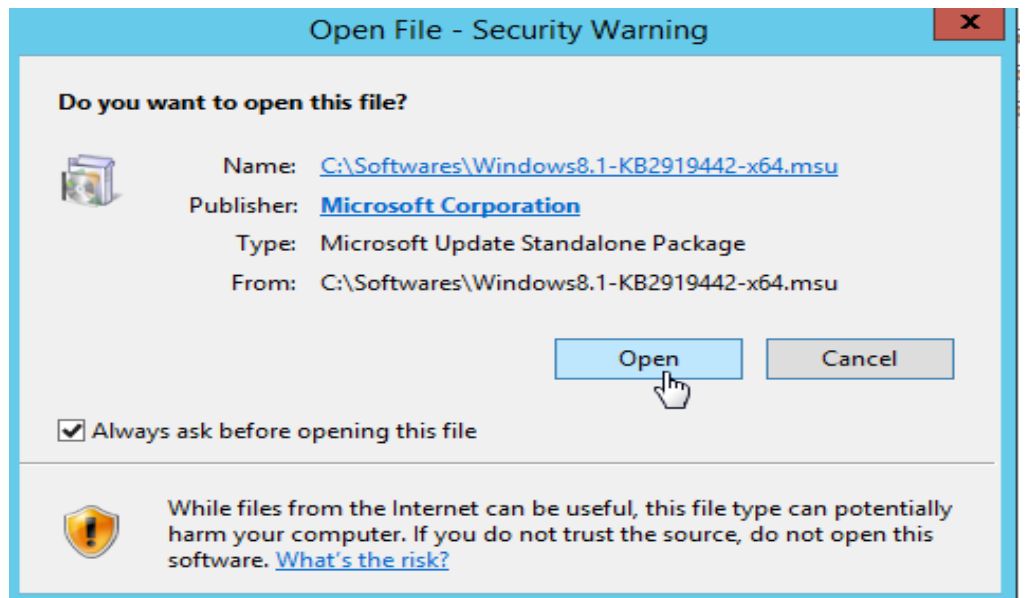 Open File - Security Warning
x
Do you want to open this file?
Name: C:\Softwares\Windows8.1-KB2919442-x64.msu
Publisher: Microsoft Corporation
Type: Microsoft Update Standalone Package
From: C:\Softwares\Windows8.1-KB2919442-x64.msu
Open Cancel
Always ask before opening this file
While files from the Internet can be useful, this file type can potentially
harm your computer. If you do not trust the source, do not open this
software. What's the risk?